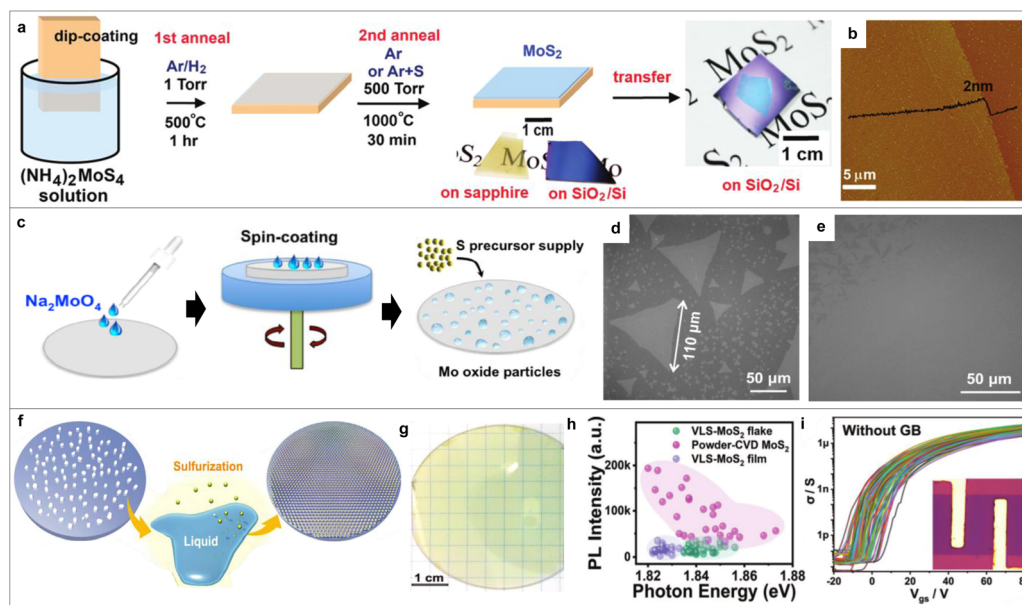 a
dip-coating
(NH₄)₂MoS₄
solution
1st anneal
Ar/H₂
1 Torr
500°C
1 hr
2nd anneal
Ar
or Ar+S
500 Torr
1000°C
30 min
MoS₂
1 cm
on sapphire
on SiO₂/Si
transfer
MoS₂
1 cm
on SiO₂/Si
b
2nm
5 μm
c
Na₂MoO₄
Spin-coating
S precursor supply
Mo oxide particles
d
110 μm
50 μm
e
50 μm
f
Sulfurization
Liquid
g
1 cm
h
VLS-MoS₂ flake
Powder-CVD MoS₂
VLS-MoS₂ film
PL Intensity (a.u.)
200k
100k
0
1.82 1.84 1.86 1.88
Photon Energy (eV)
i
Without GB
σ / S
1μ
1n
1p
-20 0 20 40 60 80
V_gs / V